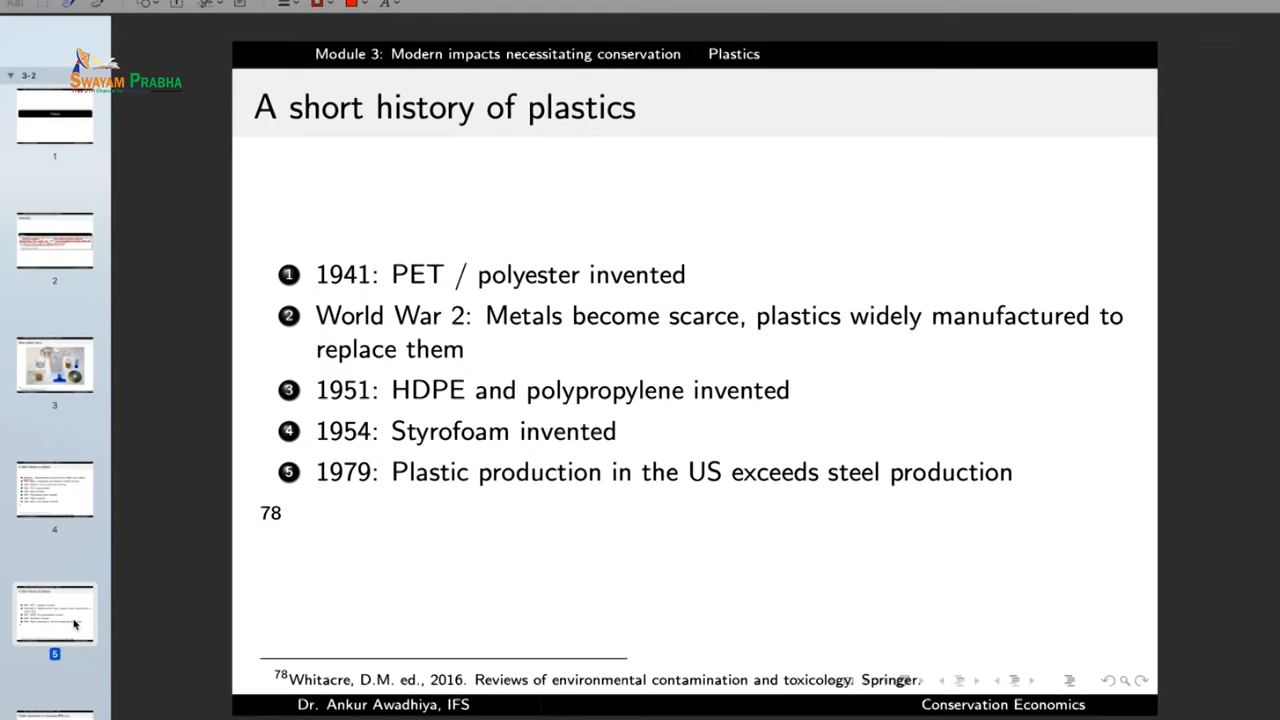 Module 3: Modern impacts necessitating conservation Plastics
3-2
SWAYAM PRABHA
A short history of plastics
1 1941: PET / polyester invented
2 World War 2: Metals become scarce, plastics widely manufactured to
replace them
3 1951: HDPE and polypropylene invented
4 1954: Styrofoam invented
5 1979: Plastic production in the US exceeds steel production
78
78 Whitacre, D.M. ed., 2016. Reviews of environmental contamination and toxicology. Springer.
Dr. Ankur Awadhiya, IFS Conservation Economics
1
2
3
4
5